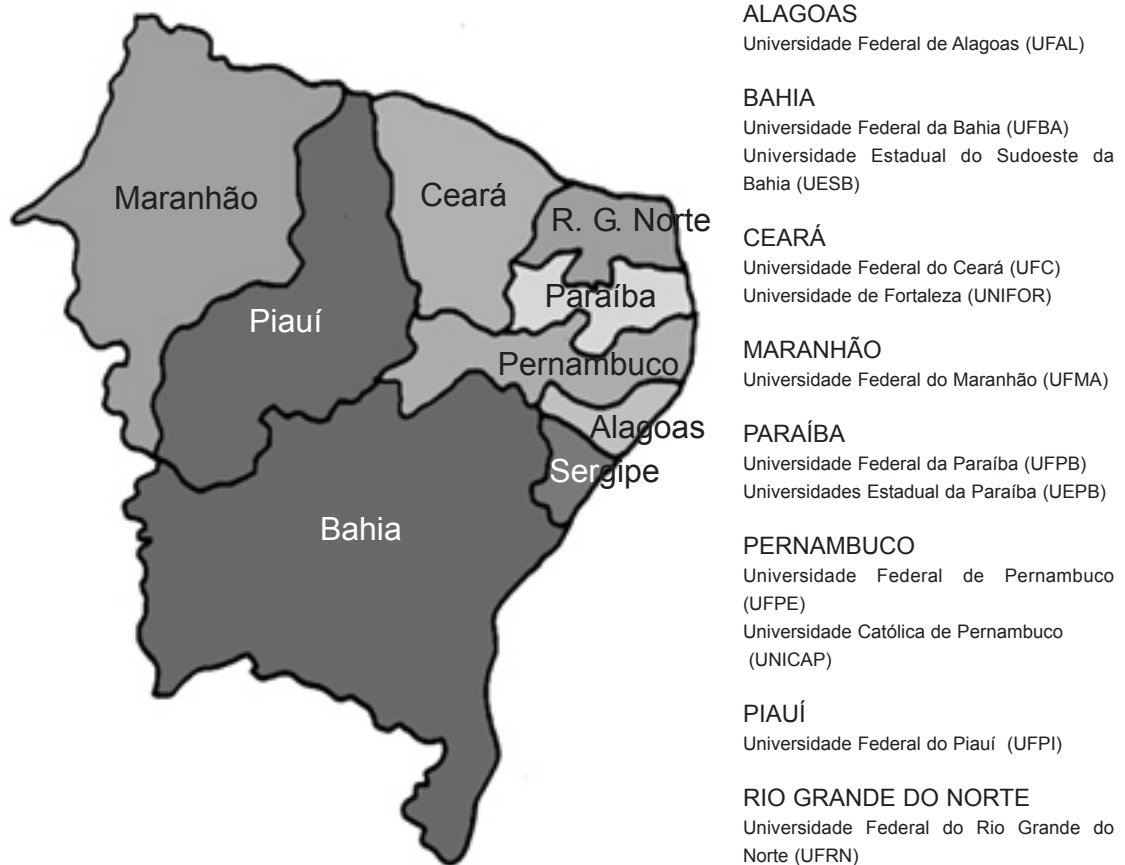 Maranhão
Ceará
R. G. Norte
Paraíba
Piauí
Pernambuco
Alagoas
Sergipe
Bahia
ALAGOAS
Universidade Federal de Alagoas (UFAL)
BAHIA
Universidade Federal da Bahia (UFBA)
Universidade Estadual do Sudoeste da
Bahia (UESB)
CEARÁ
Universidade Federal do Ceará (UFC)
Universidade de Fortaleza (UNIFOR)
MARANHÃO
Universidade Federal do Maranhão (UFMA)
PARAÍBA
Universidade Federal da Paraíba (UFPB)
Universidades Estadual da Paraíba (UEPB)
PERNAMBUCO
Universidade Federal de Pernambuco
(UFPE)
Universidade Católica de Pernambuco
(UNICAP)
PIAUÍ
Universidade Federal do Piauí (UFPI)
RIO GRANDE DO NORTE
Universidade Federal do Rio Grande do
Norte (UFRN)